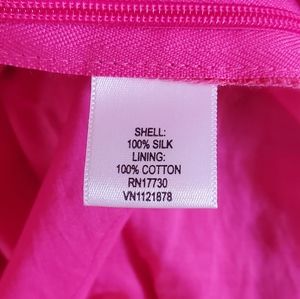 SHELL:
100% SILK
LINING:
100% COTTON
RN17730
VN1121878